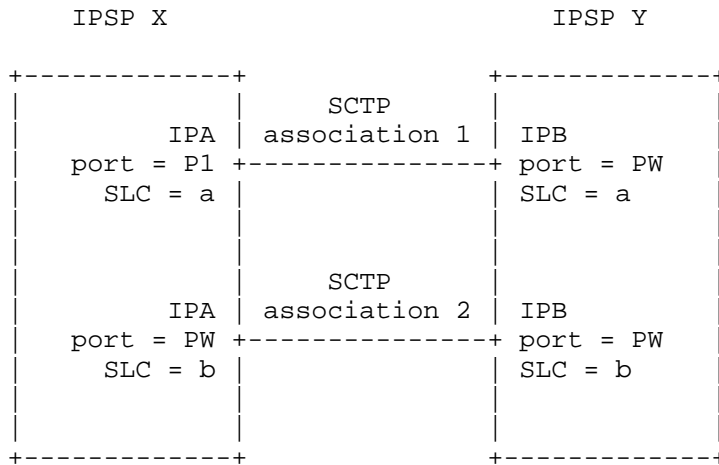 IPSP X IPSP Y
SCTP
IPA association 1 IPB
port = P1 port = PW
SLC = a SLC = a
SCTP
IPA association 2 IPB
port = PW port = PW
SLC = b SLC = b